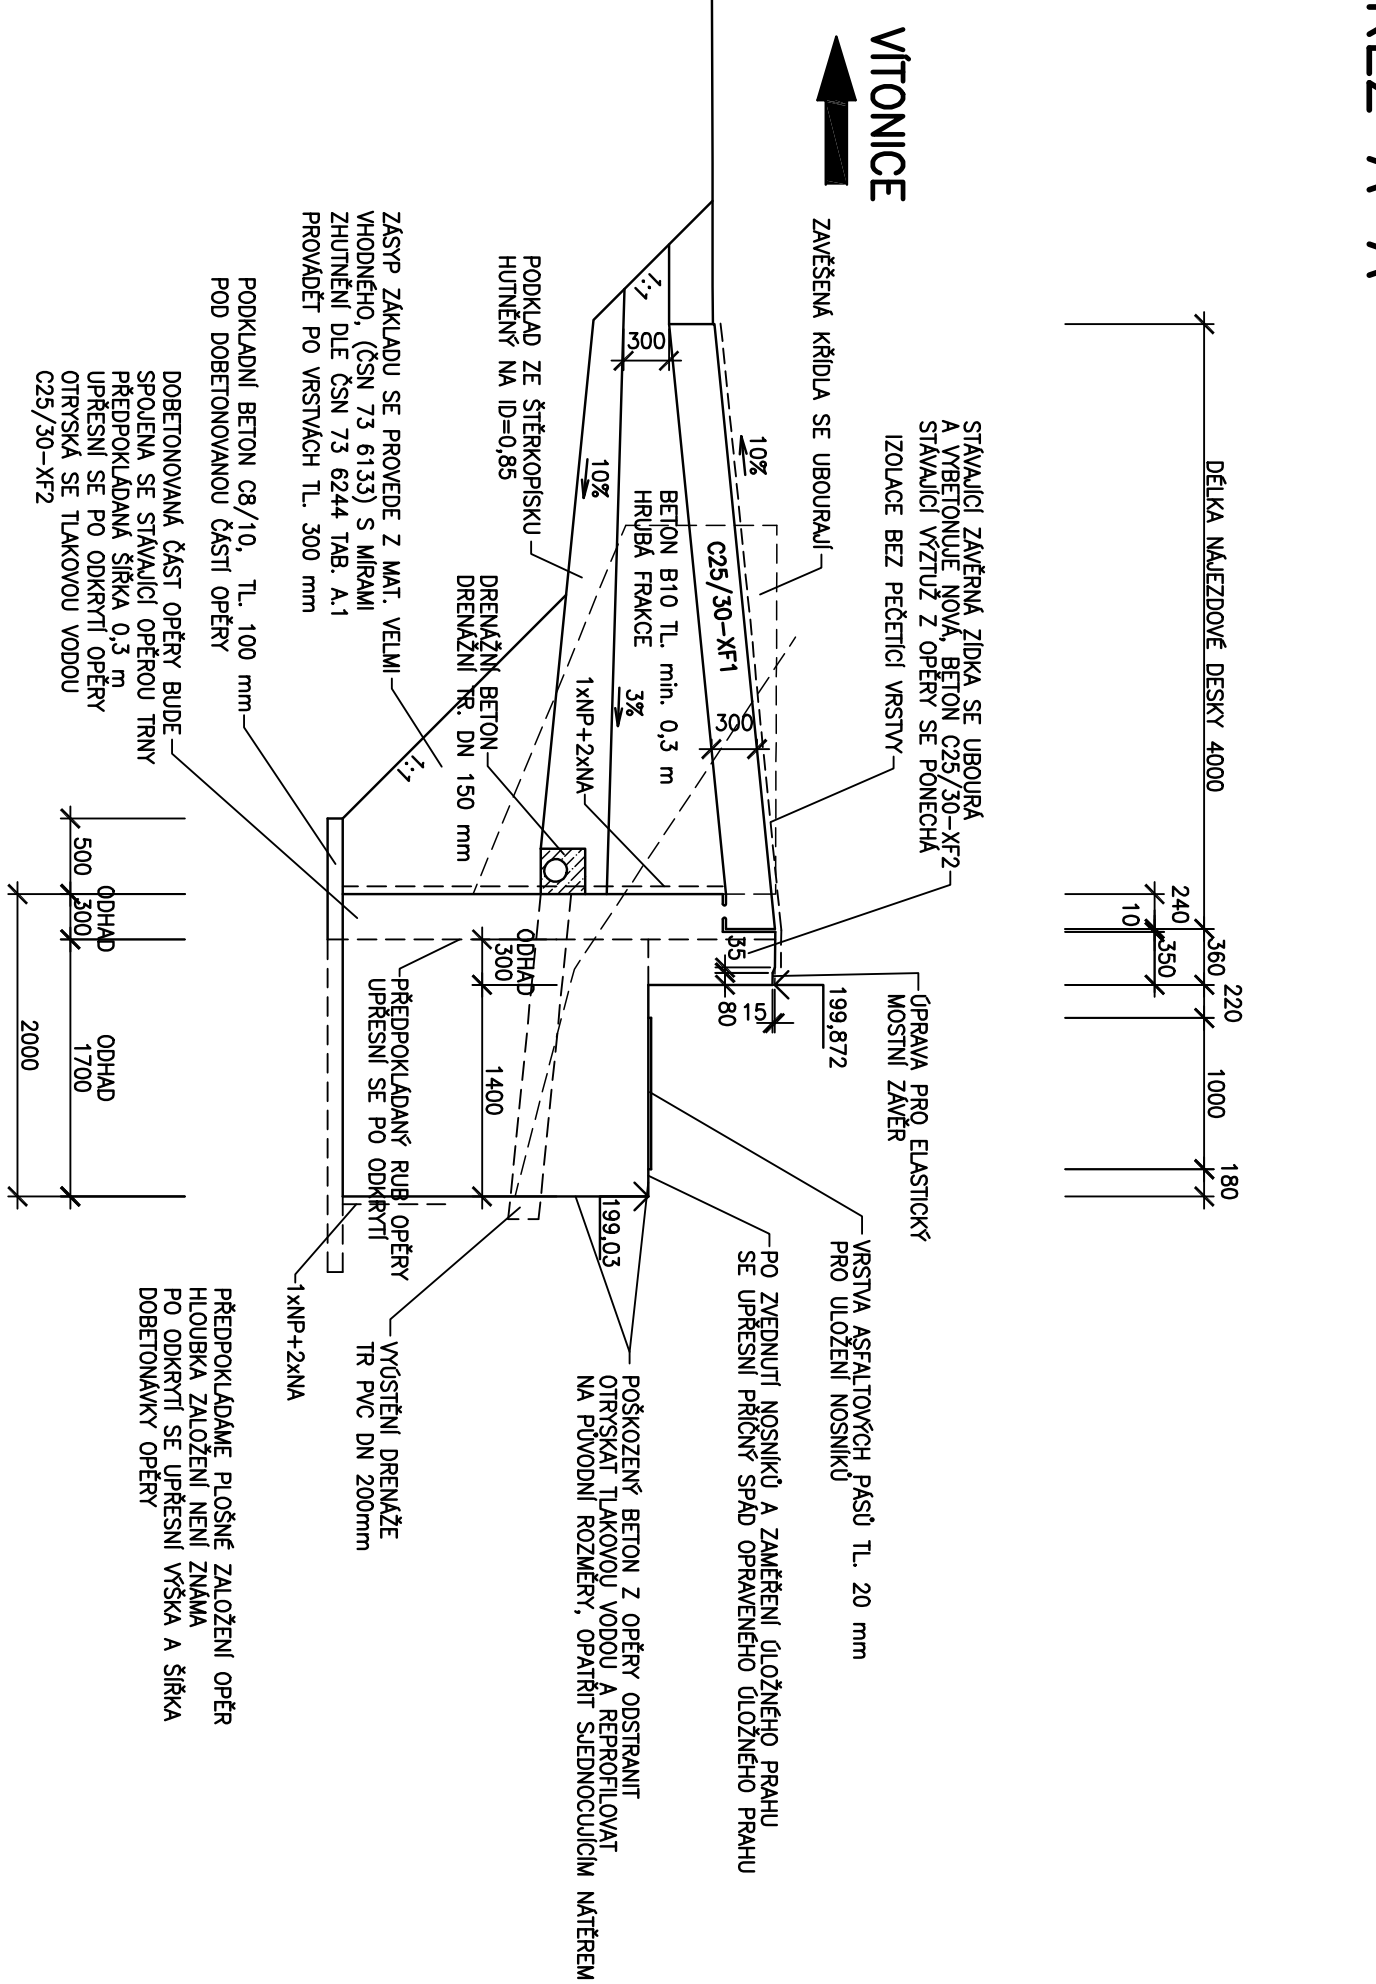 ŘEZ A-A
VÍTONICE
DÉLKA NÁJEZDOVÉ DESKY 4000
360
220
1000
180
240
10
350
STÁVAJÍCÍ ZÁVĚRNÁ ZÍDKA SE UBOURÁ
A VYBETONUJE NOVÁ, BETON C25/30-XF2
STÁVAJÍCÍ VÝZTUŽ Z OPĚRY SE PONECHÁ
IZOLACE BEZ PEČETÍCÍ VRSTVY
ZAVĚŠENÁ KŘÍDLA SE UBOURAJÍ
ÚPRAVA PRO ELASTICKÝ
MOSTNÍ ZÁVĚR
199,872
VRSTVA ASFALTOVÝCH PÁSŮ TL. 20 mm
PRO ULOŽENÍ NOSNÍKŮ
PO ZVEDNUTÍ NOSNÍKŮ A ZAMĚŘENÍ ÚLOŽNÉHO PRAHU
SE UPŘESNÍ PŘÍČNÝ SPÁD OPRAVENÉHO ÚLOŽNÉHO PRAHU
10%
C25/30-XF1
300
35
80
15
300
1:1
BETON B10 TL. min. 0,3 m
HRUBÁ FRAKCE
3%
10%
1xNP+2xNA
199,03
POŠKOZENÝ BETON Z OPĚRY ODSTRANIT
OTRYSKAT TLAKOVOU VODOU A REPROFILOVAT
NA PŮVODNÍ ROZMĚRY, OPATŘIT SJEDNOCUJÍCÍM NÁTĚREM
PODKLAD ZE ŠTĚRKOPÍSKU
HUTNĚNÝ NA ID=0,85
DRENÁŽNÍ BETON
DRENÁŽNÍ TR. DN 150 mm
ODHAD
300
1400
ZÁSYP ZÁKLADU SE PROVEDE Z MAT. VELMI
VHODNÉHO, (ČSN 73 6133) S MÍRAMI
ZHUTNĚNÍ DLE ČSN 73 6244 TAB. A.1
PROVÁDĚT PO VRSTVÁCH TL. 300 mm
1:1
PŘEDPOKLÁDANÝ RUB OPĚRY
UPŘESNÍ SE PO ODKRYTÍ
VYÚSTĚNÍ DRENÁŽE
TR PVC DN 200mm
1xNP+2xNA
PODKLADNÍ BETON C8/10, TL. 100 mm
POD DOBETONOVANOU ČÁSTÍ OPĚRY
PŘEDPOKLÁDÁME PLOŠNÉ ZALOŽENÍ OPĚR
HLOUBKA ZALOŽENÍ NENÍ ZNÁMA
PO ODKRYTÍ SE UPŘESNÍ VÝŠKA A ŠÍŘKA
DOBETONÁVKY OPĚRY
DOBETONOVANÁ ČÁST OPĚRY BUDE
SPOJENA SE STÁVAJÍCÍ OPĚROU TRNY
PŘEDPOKLÁDANÁ ŠÍŘKA 0,3 m
UPŘESNÍ SE PO ODKRYTÍ OPĚRY
OTRYSKÁ SE TLAKOVOU VODOU
C25/30-XF2
ODHAD
ODHAD
500
300
1700
2000